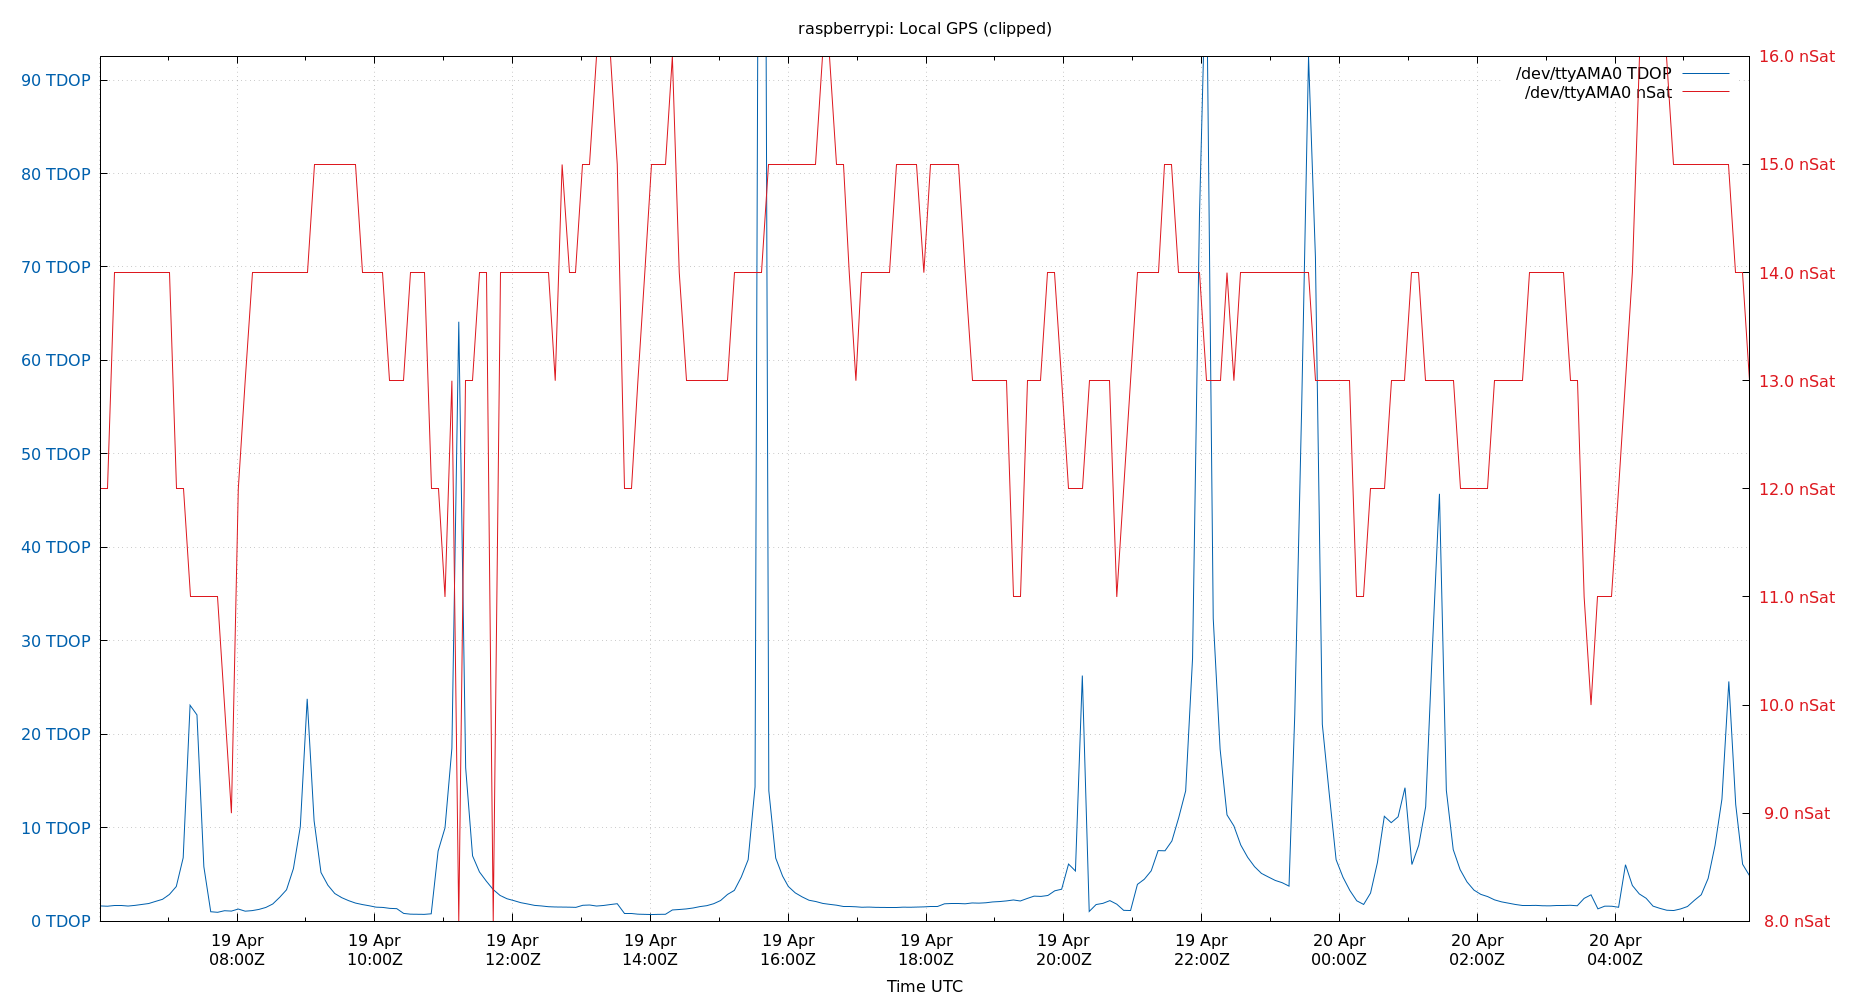 raspberrypi: Local GPS (clipped)
/dev/ttyAMA0 TDOP
/dev/ttyAMA0 nSat
90 TDOP
80 TDOP
70 TDOP
60 TDOP
50 TDOP
40 TDOP
30 TDOP
20 TDOP
10 TDOP
0 TDOP
16.0 nSat
15.0 nSat
14.0 nSat
13.0 nSat
12.0 nSat
11.0 nSat
10.0 nSat
9.0 nSat
8.0 nSat
19 Apr
08:00Z
19 Apr
10:00Z
19 Apr
12:00Z
19 Apr
14:00Z
19 Apr
16:00Z
19 Apr
18:00Z
19 Apr
20:00Z
19 Apr
22:00Z
20 Apr
00:00Z
20 Apr
02:00Z
20 Apr
04:00Z
Time UTC